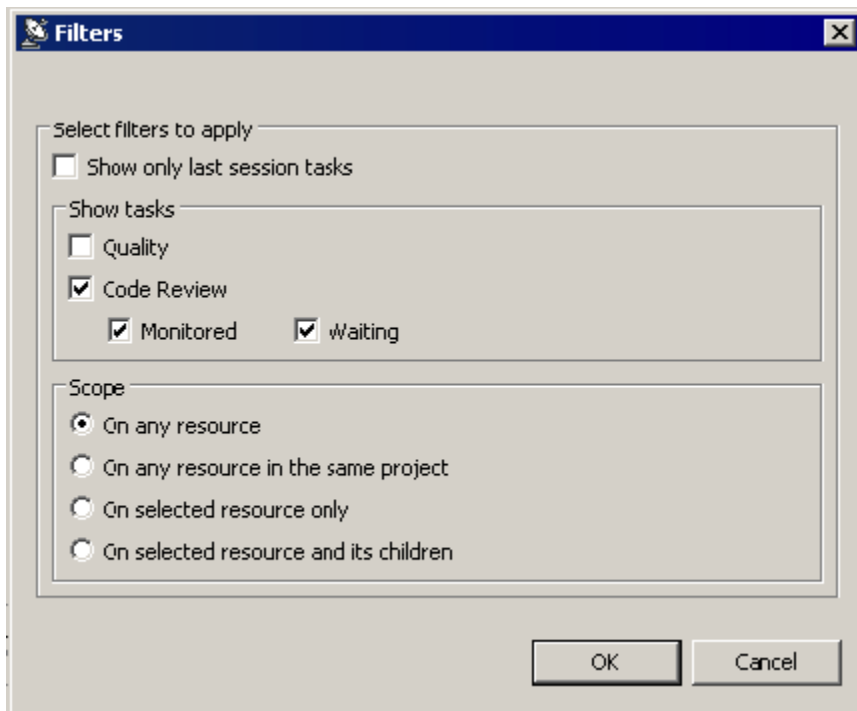 Filters
Select filters to apply
Show only last session tasks
Show tasks
Quality
Code Review
Monitored Waiting
Scope
On any resource
On any resource in the same project
On selected resource only
On selected resource and its children
OK Cancel